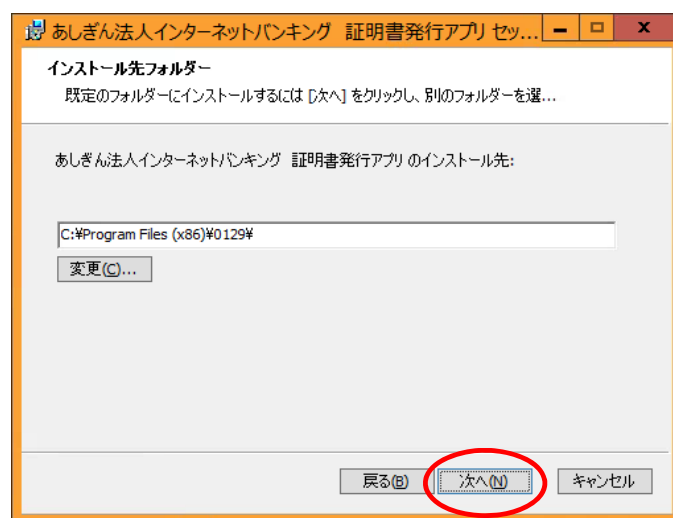 あしぎん法人インターネットバンキング 証明書発行アプリ セッ...
インストール先フォルダー
既定のフォルダーにインストールするには [次へ] をクリックし、別のフォルダーを選...
あしぎん法人インターネットバンキング 証明書発行アプリ のインストール先:
C:¥Program Files (x86)¥0129¥
変更(C)...
戻る(B) 次へ(N) キャンセル